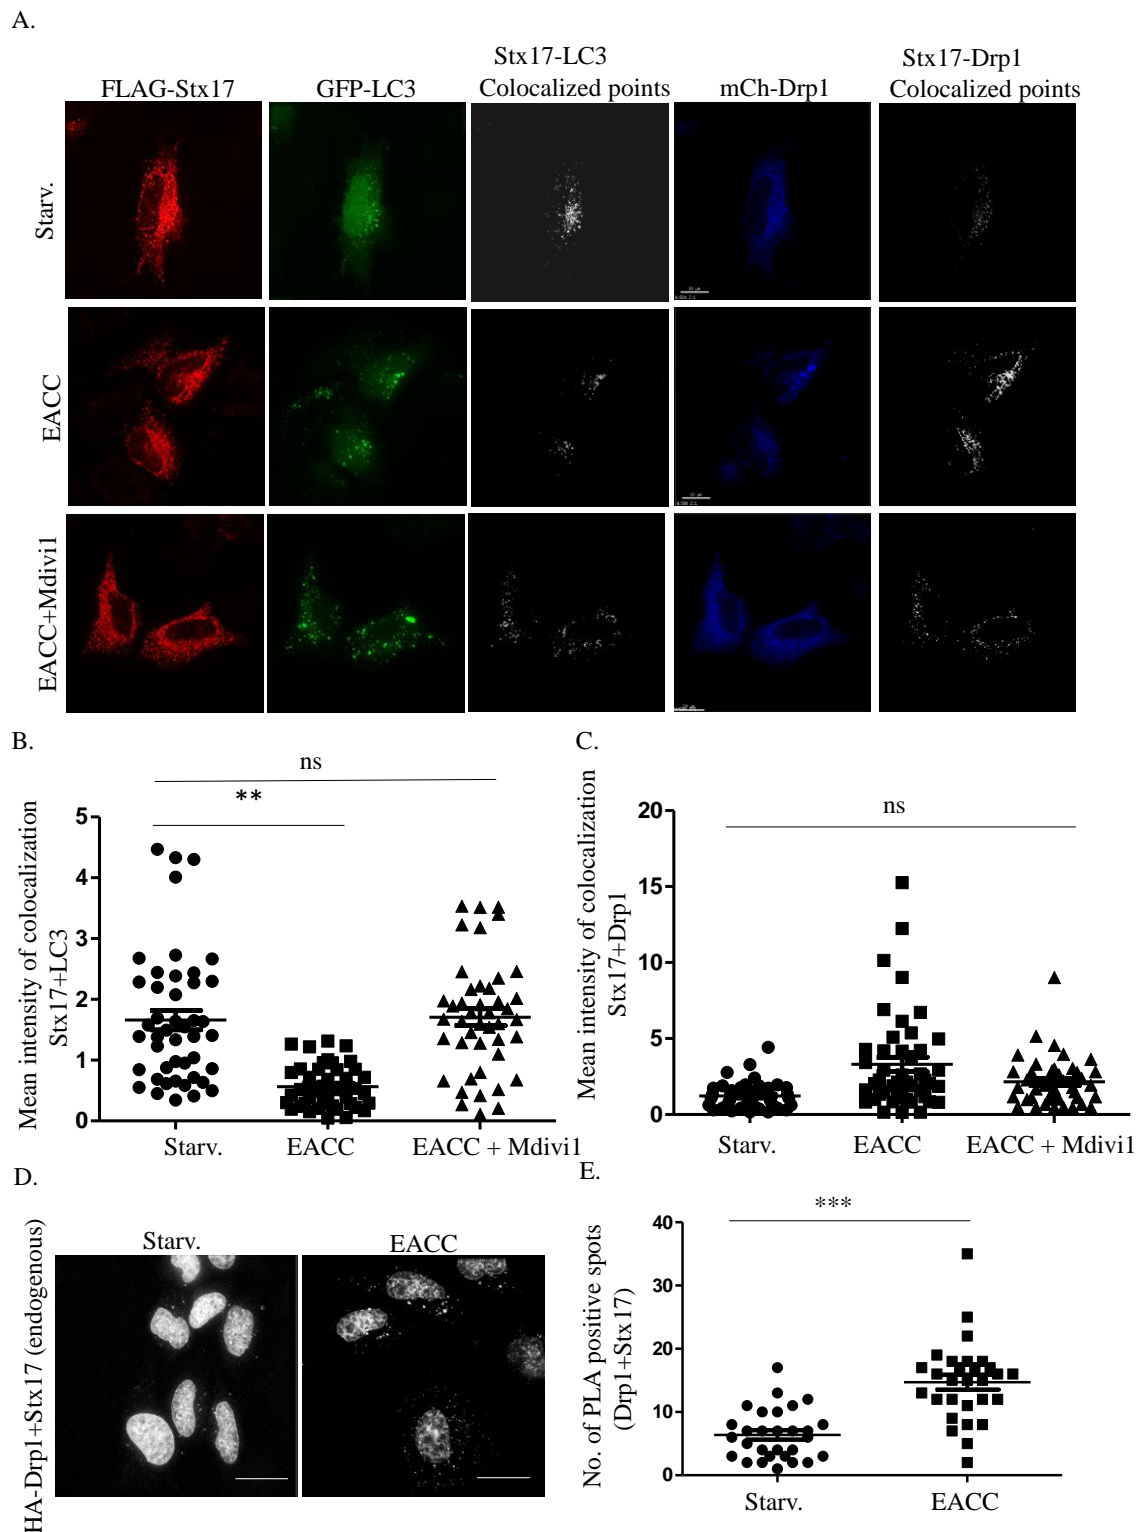 A.
Stx17-LC3
Stx17-Drp1
FLAG-Stx17 GFP-LC3 Colocalized points mCh-Drp1 Colocalized points
Starv.
EACC
EACC+Mdivi1
B.
ns
**
Mean intensity of colocalization
Stx17+LC3
5
4
3
2
1
0
Starv. EACC EACC + Mdivi1
C.
ns
Mean intensity of colocalization
Stx17+Drp1
20
15
10
5
0
Starv. EACC EACC + Mdivi1
D.
Starv. EACC
HA-Drp1+Stx17 (endogenous)
E.
***
No. of PLA positive spots
(Drp1+Stx17)
40
30
20
10
0
Starv. EACC